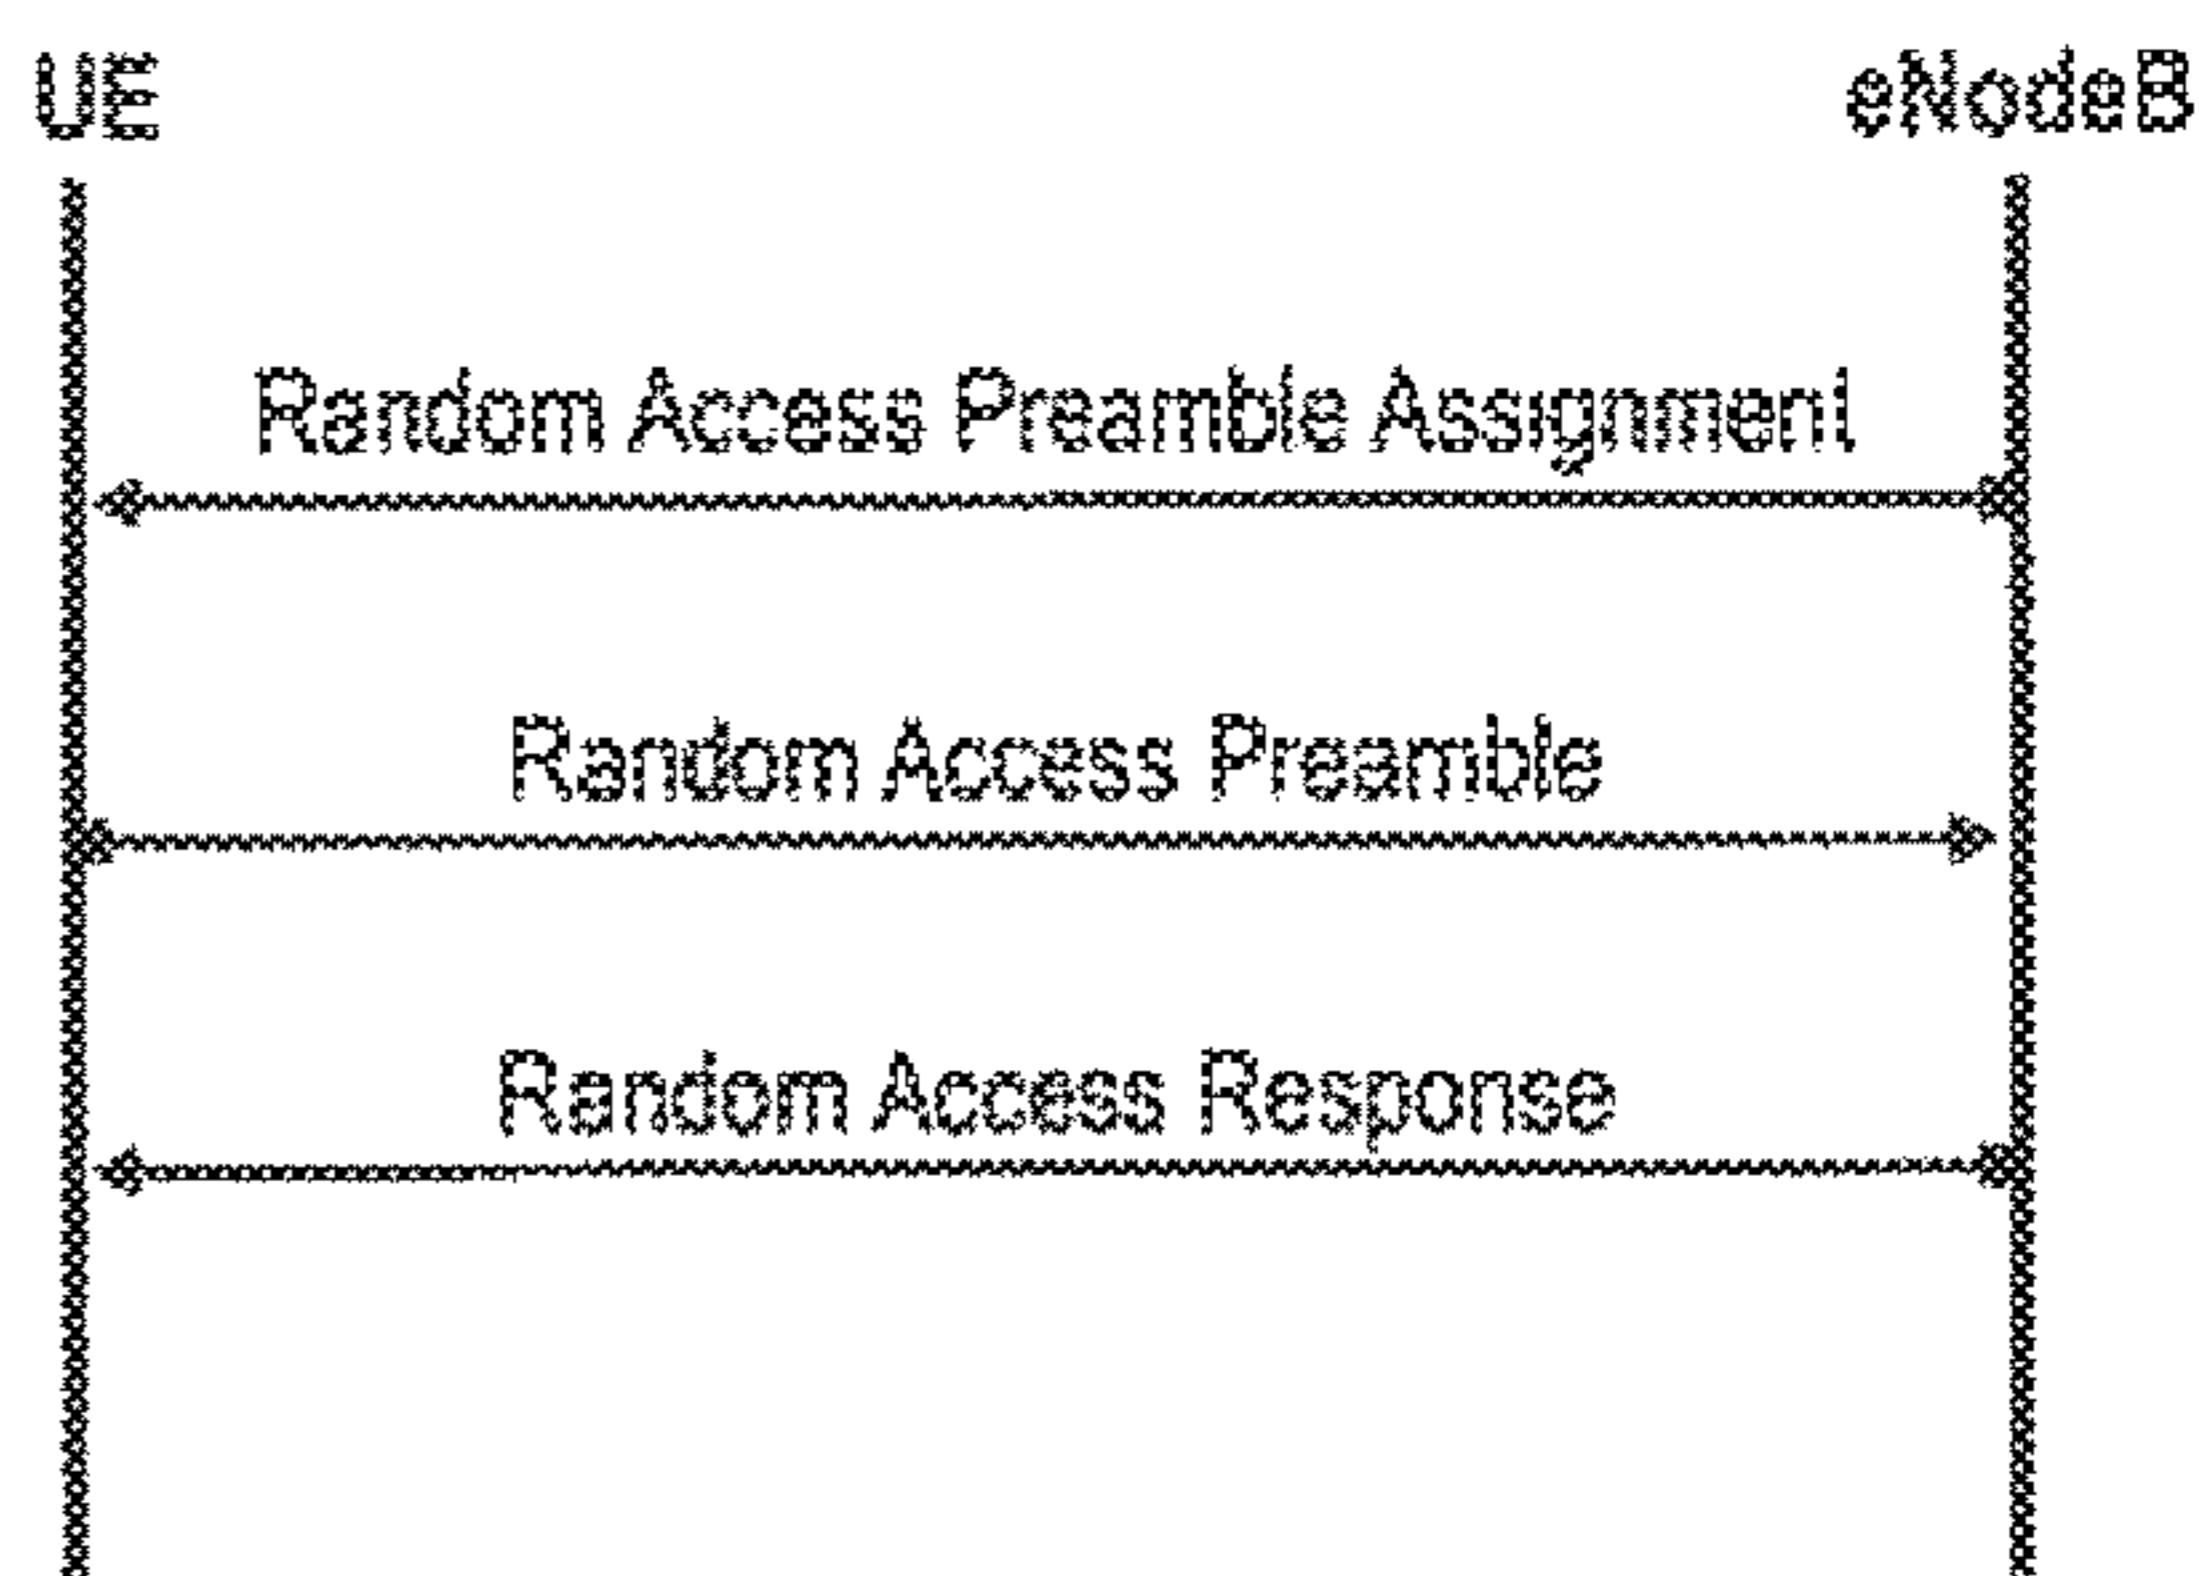 UE
eNodeB
Random Access Preamble Assignment
Random Access Preamble
Random Access Response